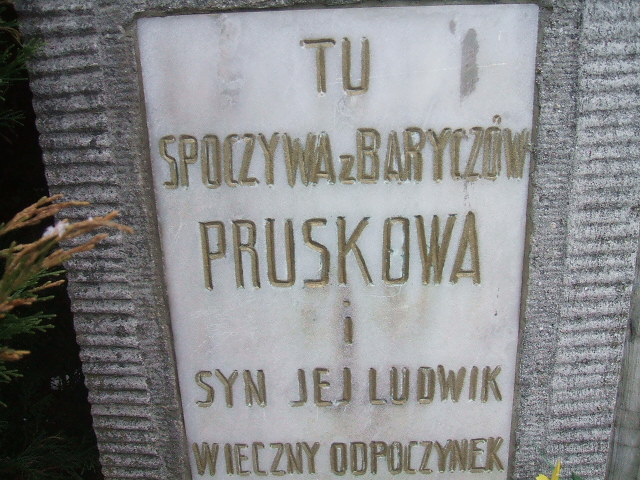 TU
SPOCZYWA z BARYCZÓW
PRUSKOWA
i
SYN JEJ LUDWIK
WIECZNY ODPOCZYNEK